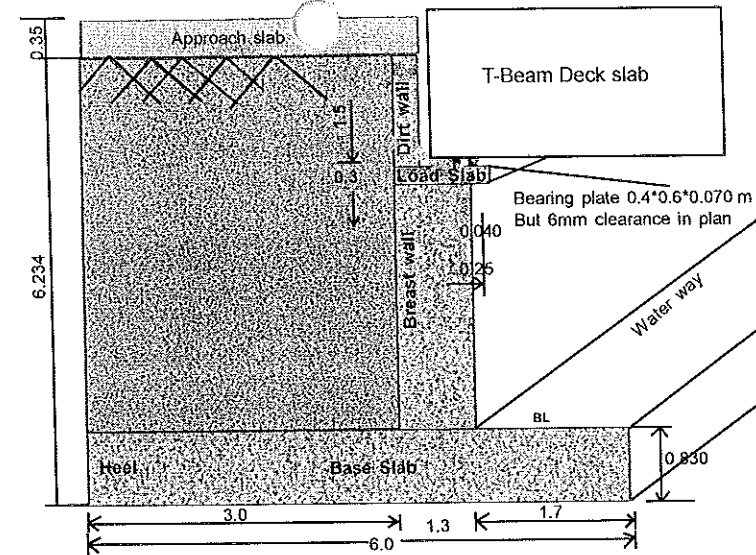 0.35
Approach slab
T-Beam Deck slab
Dirt wall
1.5
0.3
Load Slab
Bearing plate 0.4*0.6*0.070 m
But 6mm clearance in plan
0.040
0.25
6.234
Breast wall
Water way
BL
Heel
Base Slab
0.830
3.0
1.3
1.7
6.0